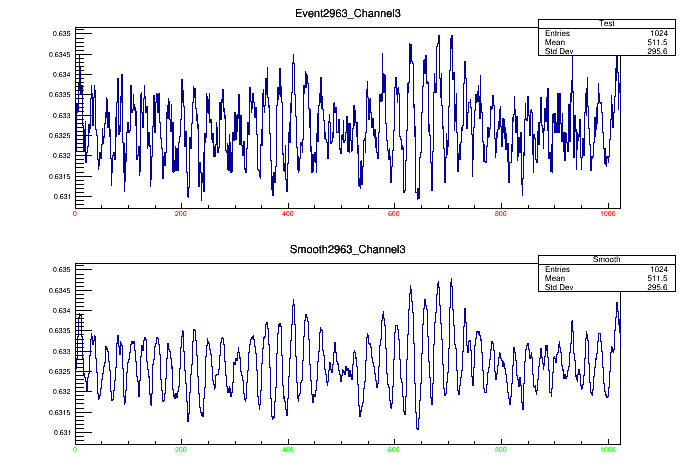 Event2963_Channel3
Test
Entries 1024
Mean 511.5
Std Dev 295.6
0.635
0.6345
0.634
0.6335
0.633
0.6325
0.632
0.6315
0.631
0 200 400 600 800 1000
Smooth2963_Channel3
Smooth
Entries 1024
Mean 511.5
Std Dev 295.6
0.635
0.6345
0.634
0.6335
0.633
0.6325
0.632
0.6315
0.631
0 200 400 600 800 1000